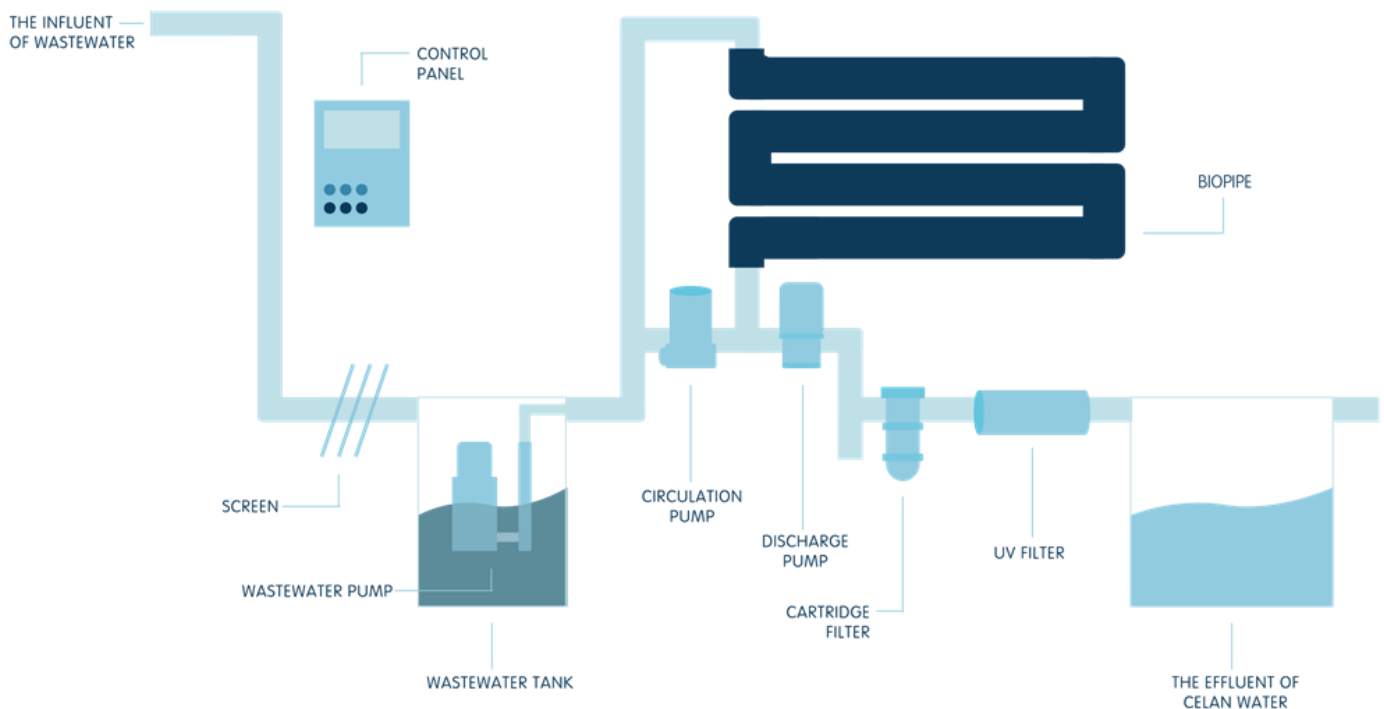 THE INFLUENT
OF WASTEWATER
CONTROL
PANEL
BIOPIPE
SCREEN
CIRCULATION
PUMP
DISCHARGE
PUMP
UV FILTER
WASTEWATER PUMP
CARTRIDGE
FILTER
WASTEWATER TANK
THE EFFLUENT OF
CELAN WATER